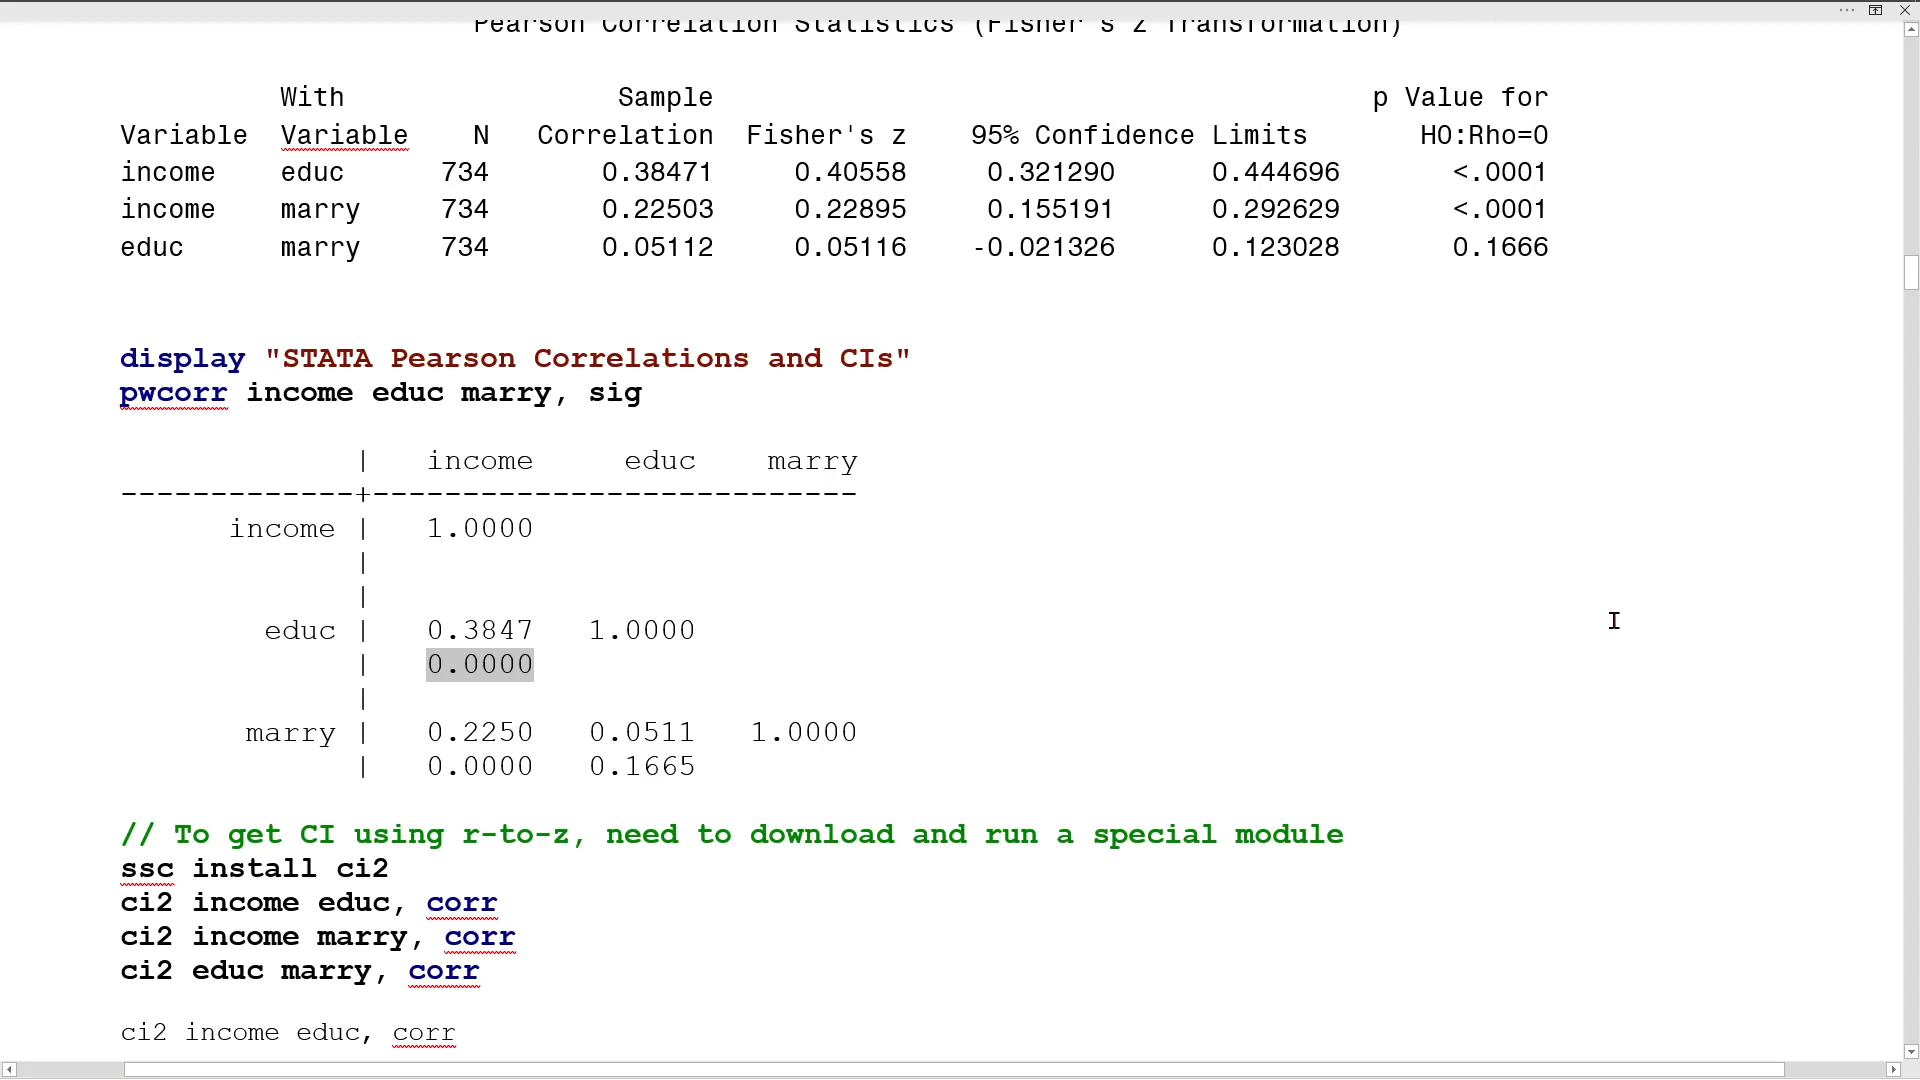 Pearson Correlation Statistics (Fisher's z Transformation)
With Sample p Value for
Variable Variable N Correlation Fisher's z 95% Confidence Limits H0:Rho=0
income educ 734 0.38471 0.40558 0.321290 0.444696 <.0001
income marry 734 0.22503 0.22895 0.155191 0.292629 <.0001
educ marry 734 0.05112 0.05116 -0.021326 0.123028 0.1666
display "STATA Pearson Correlations and CIs"
pwcorr income educ marry, sig
| income educ marry
-------------+---------------------------
income | 1.0000
|
|
educ | 0.3847 1.0000
| 0.0000
|
marry | 0.2250 0.0511 1.0000
| 0.0000 0.1665
// To get CI using r-to-z, need to download and run a special module
ssc install ci2
ci2 income educ, corr
ci2 income marry, corr
ci2 educ marry, corr
ci2 income educ, corr